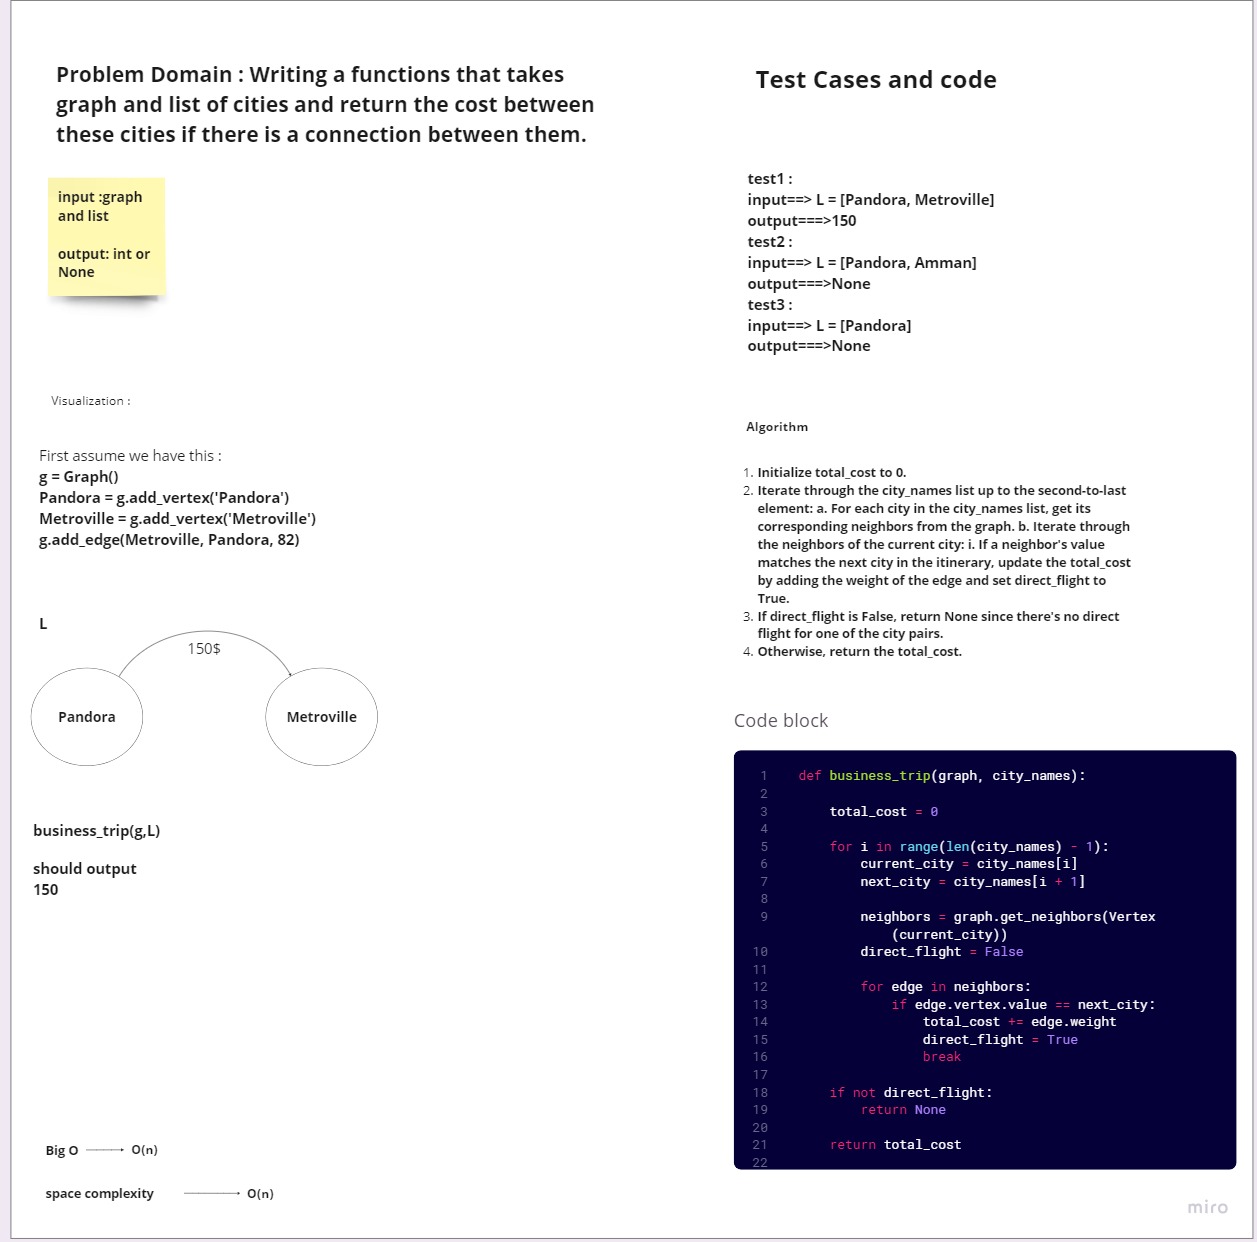 Problem Domain : Writing a functions that takes
graph and list of cities and return the cost between
these cities if there is a connection between them.
input :graph
and list
output: int or
None
Visualization :
First assume we have this :
g = Graph()
Pandora = g.add_vertex('Pandora')
Metroville = g.add_vertex('Metroville')
g.add_edge(Metroville, Pandora, 82)
L
150$
Pandora
Metroville
business_trip(g,L)
should output
150
Big O
O(n)
space complexity
O(n)
Test Cases and code
test1 :
input==> L = [Pandora, Metroville]
output===>150
test2 :
input==> L = [Pandora, Amman]
output===>None
test3 :
input==> L = [Pandora]
output===>None
Algorithm
1. Initialize total_cost to 0.
2. Iterate through the city_names list up to the second-to-last
element: a. For each city in the city_names list, get its
corresponding neighbors from the graph. b. Iterate through
the neighbors of the current city: i. If a neighbor's value
matches the next city in the itinerary, update the total_cost
by adding the weight of the edge and set direct_flight to
True.
3. If direct_flight is False, return None since there's no direct
flight for one of the city pairs.
4. Otherwise, return the total_cost.
Code block
1 def business_trip(graph, city_names):
2
3 total_cost = 0
4
5 for i in range(len(city_names) - 1):
6 current_city = city_names[i]
7 next_city = city_names[i + 1]
8
9 neighbors = graph.get_neighbors(Vertex
(current_city))
10 direct_flight = False
11
12 for edge in neighbors:
13 if edge.vertex.value == next_city:
14 total_cost += edge.weight
15 direct_flight = True
16 break
17
18 if not direct_flight:
19 return None
20
21 return total_cost
22
miro